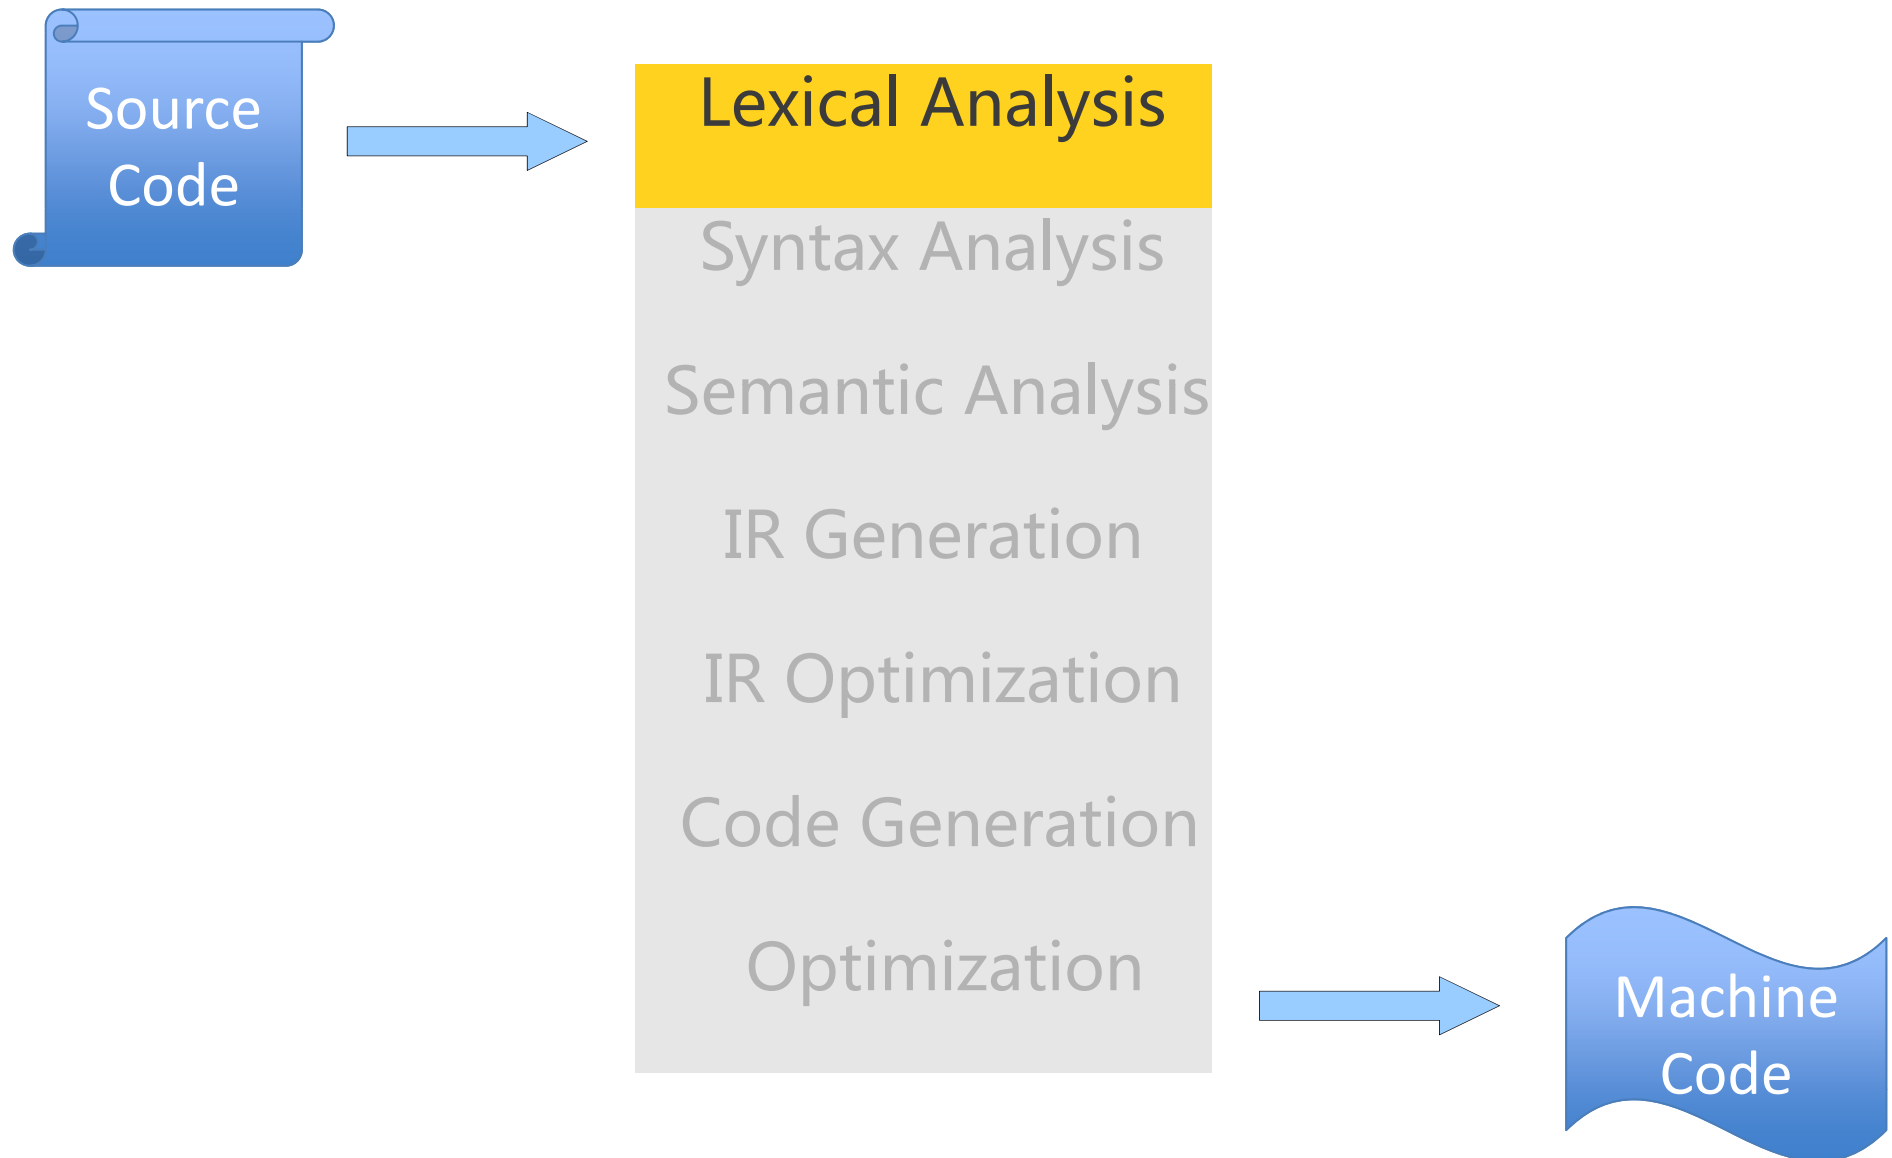 Source
Code
Lexical Analysis
Syntax Analysis
Semantic Analysis
IR Generation
IR Optimization
Code Generation
Optimization
Machine
Code